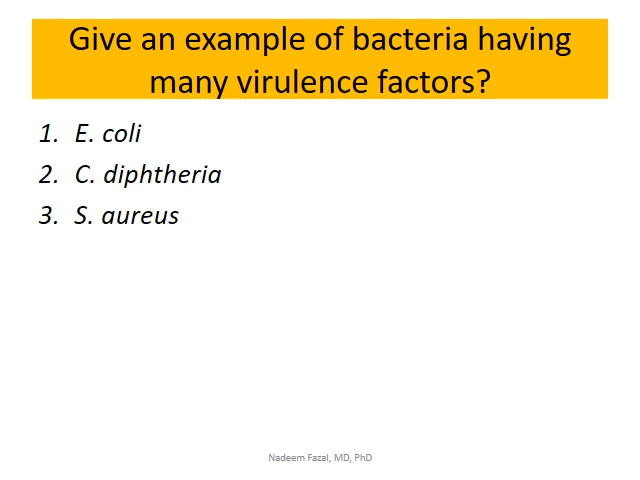 Give an example of bacteria having
many virulence factors?
1. E. coli
2. C. diphtheria
3. S. aureus
Nadeem Fazal, MD, PhD